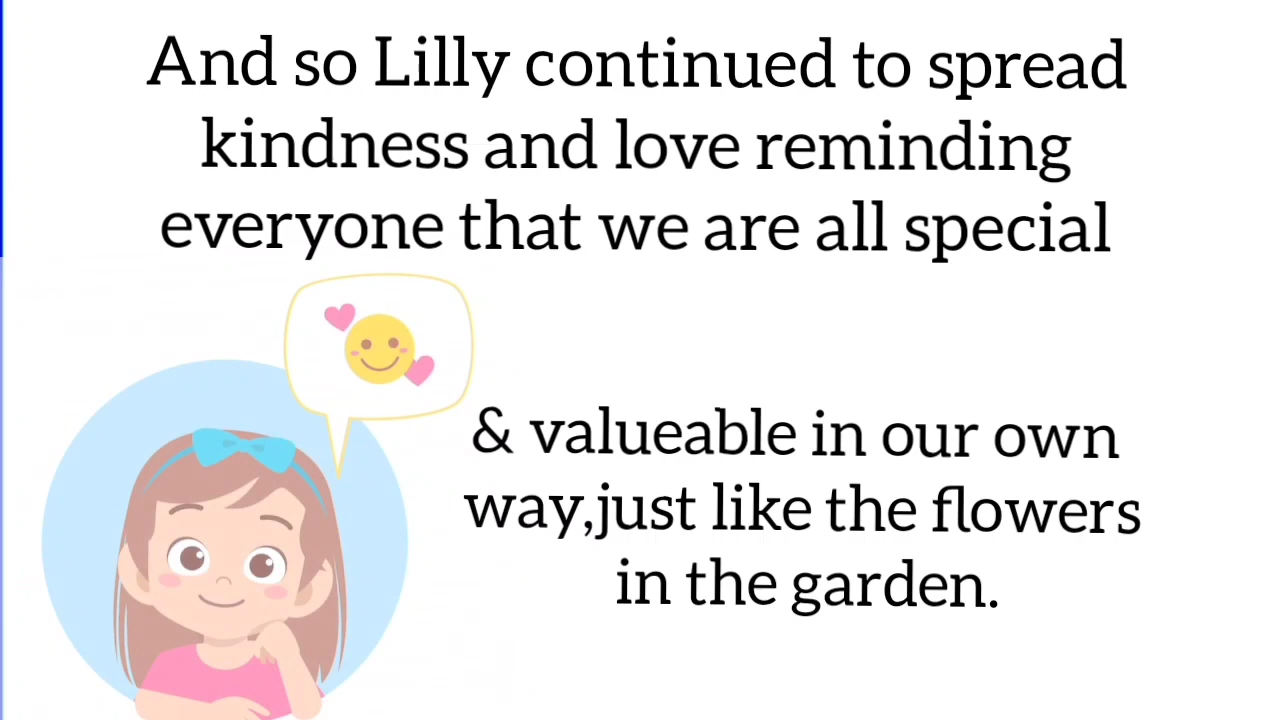 And so Lilly continued to spread
kindness and love reminding
everyone that we are all special
& valueable in our own
way,just like the flowers
in the garden.